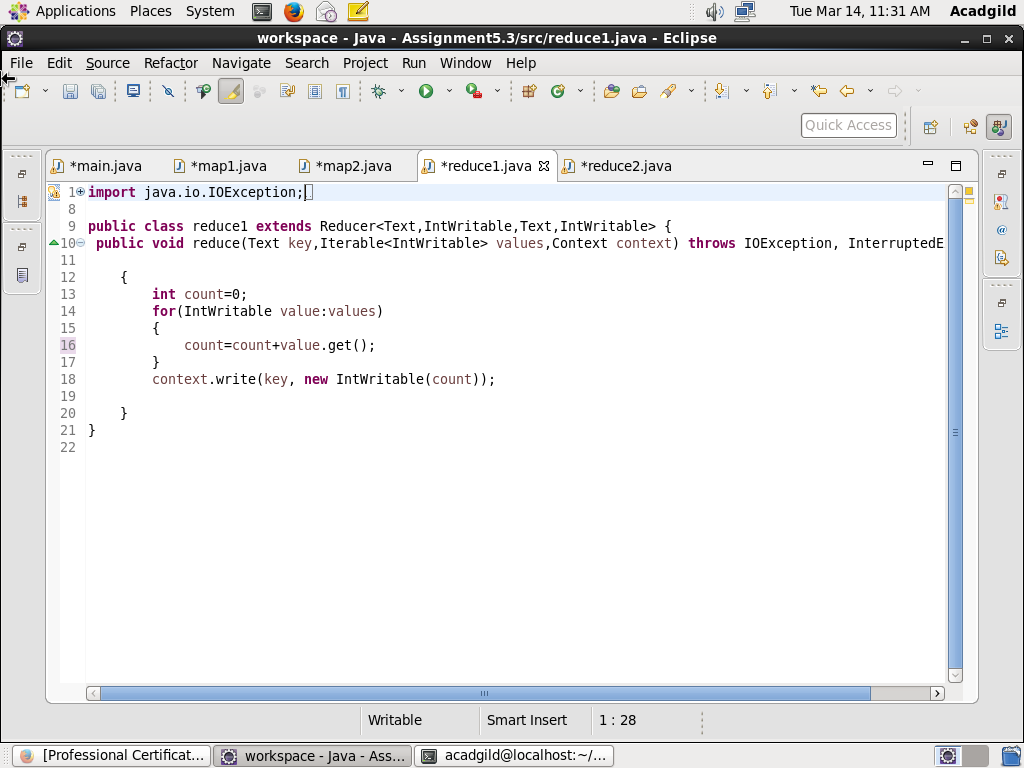 Applications Places System Tue Mar 14, 11:31 AM Acadgild
workspace - Java - Assignment5.3/src/reduce1.java - Eclipse
File Edit Source Refactor Navigate Search Project Run Window Help
Quick Access
*main.java *map1.java *map2.java *reduce1.java *reduce2.java
1 import java.io.IOException;
8
9 public class reduce1 extends Reducer<Text,IntWritable,Text,IntWritable> {
10 public void reduce(Text key,Iterable<IntWritable> values,Context context) throws IOException, InterruptedE
11
12 {
13 int count=0;
14 for(IntWritable value:values)
15 {
16 count=count+value.get();
17 }
18 context.write(key, new IntWritable(count));
19
20 }
21 }
22
Writable Smart Insert 1 : 28
[Professional Certificat... workspace - Java - Ass... acadgild@localhost:~/...